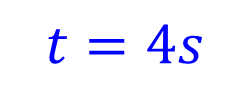 t = 4s